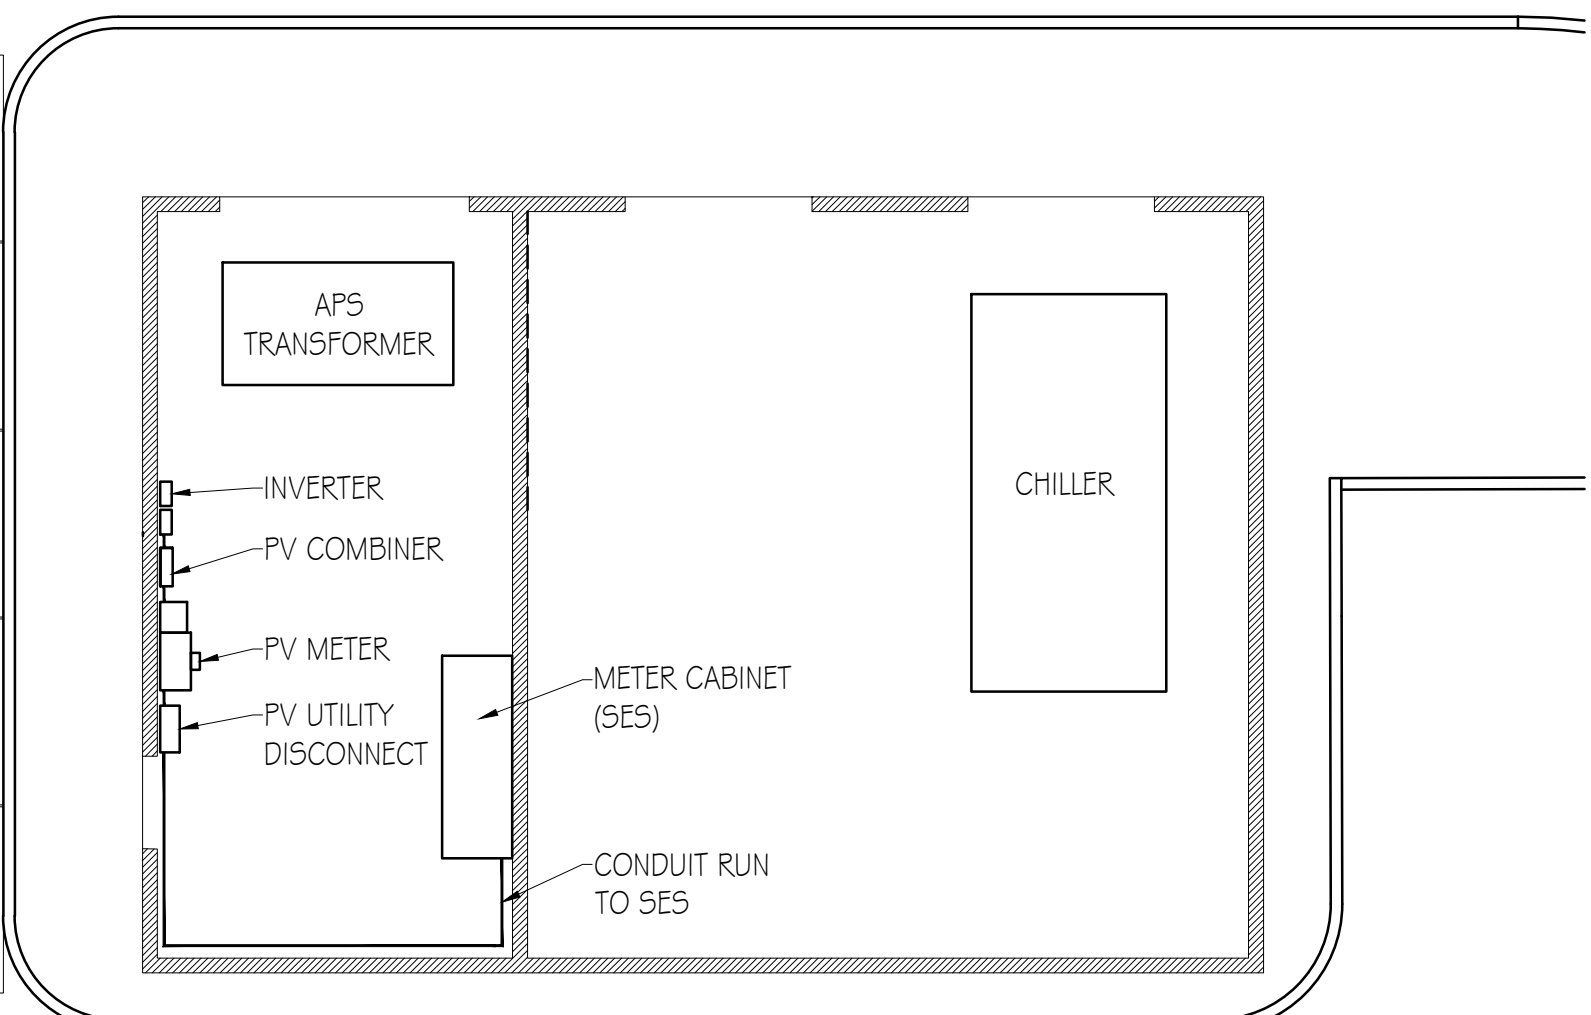 APS
TRANSFORMER
INVERTER
PV COMBINER
PV METER
PV UTILITY
DISCONNECT
METER CABINET
(SES)
CONDUIT RUN
TO SES
CHILLER